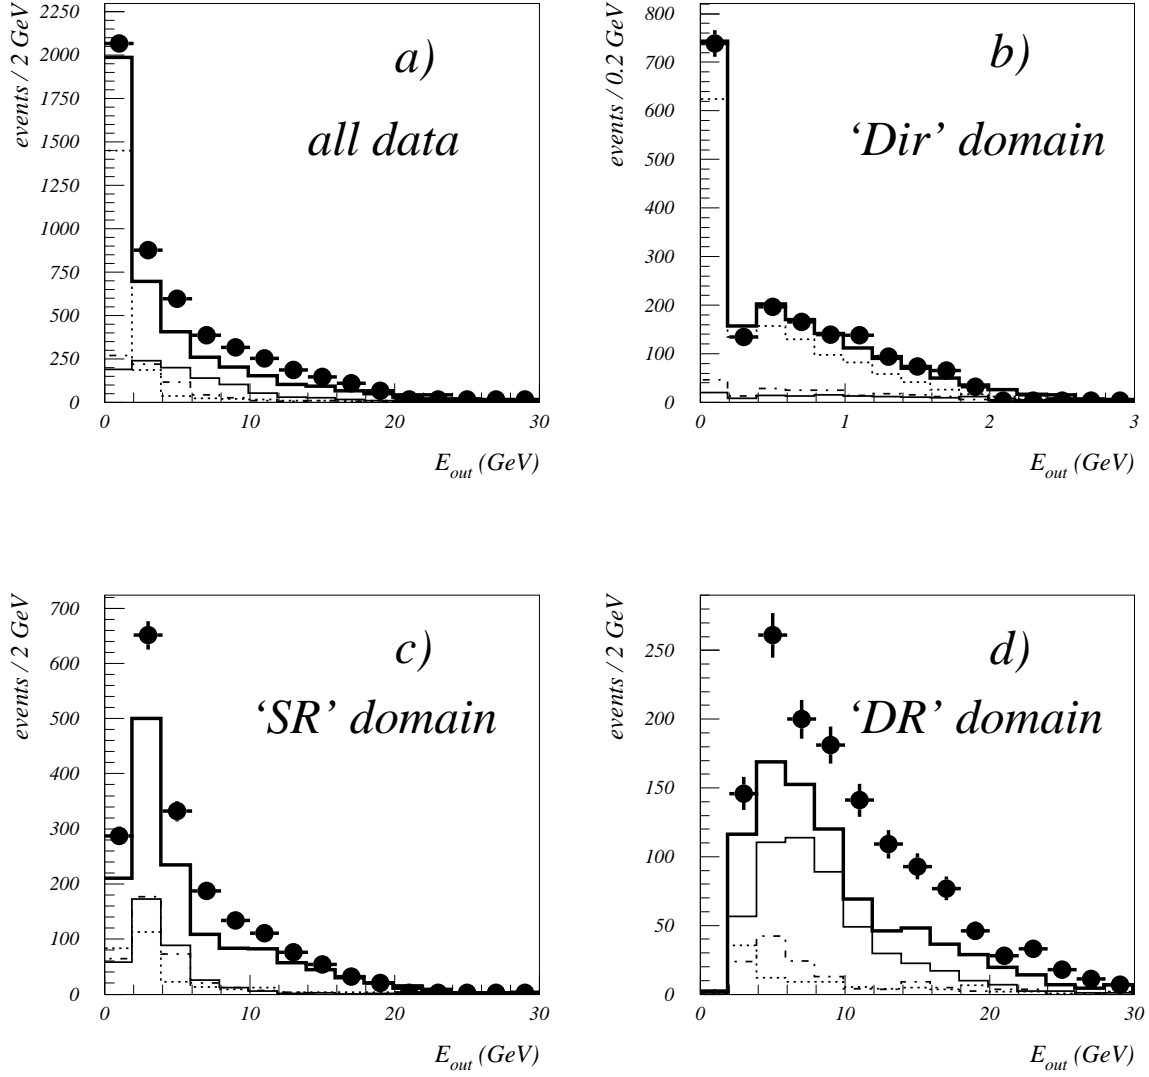 events / 2 GeV
2250
2000
1750
1500
1250
1000
750
500
250
0
a)
all data
0 10 20 30
E_out (GeV)
events / 0.2 GeV
800
700
600
500
400
300
200
100
0
b)
‘Dir’ domain
0 1 2 3
E_out (GeV)
events / 2 GeV
700
600
500
400
300
200
100
0
c)
‘SR’ domain
0 10 20 30
E_out (GeV)
events / 2 GeV
250
200
150
100
50
0
d)
‘DR’ domain
0 10 20 30
E_out (GeV)